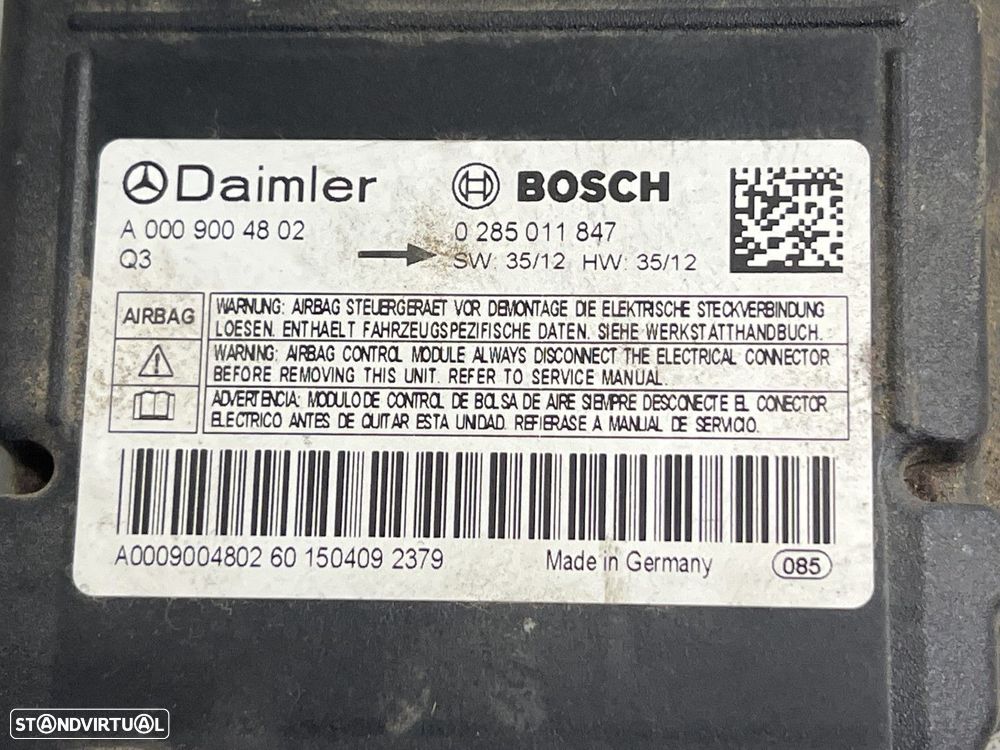 Daimler
BOSCH
A 000 900 48 02
0 285 011 847
Q3
SW: 35/12 HW: 35/12
AIRBAG
WARNUNG: AIRBAG STEUERGERAET VOR DEMONTAGE DIE ELEKTRISCHE STECKVERBINDUNG
LOESEN. ENTHAELT FAHRZEUGSPEZIFISCHE DATEN. SIEHE WERKSTATTHANDBUCH.
WARNING: AIRBAG CONTROL MODULE ALWAYS DISCONNECT THE ELECTRICAL CONNECTOR
BEFORE REMOVING THIS UNIT. REFER TO SERVICE MANUAL.
ADVERTENCIA: MODULO DE CONTROL DE BOLSA DE AIRE SIEMPRE DESCONECTE EL CONECTOR
ELECTRICO ANTES DE QUITAR ESTA UNIDAD. REFIERASE A MANUAL DE SERVICIO.
A0009004802 60 150409 2379
Made in Germany
085
STANDVIRTUAL